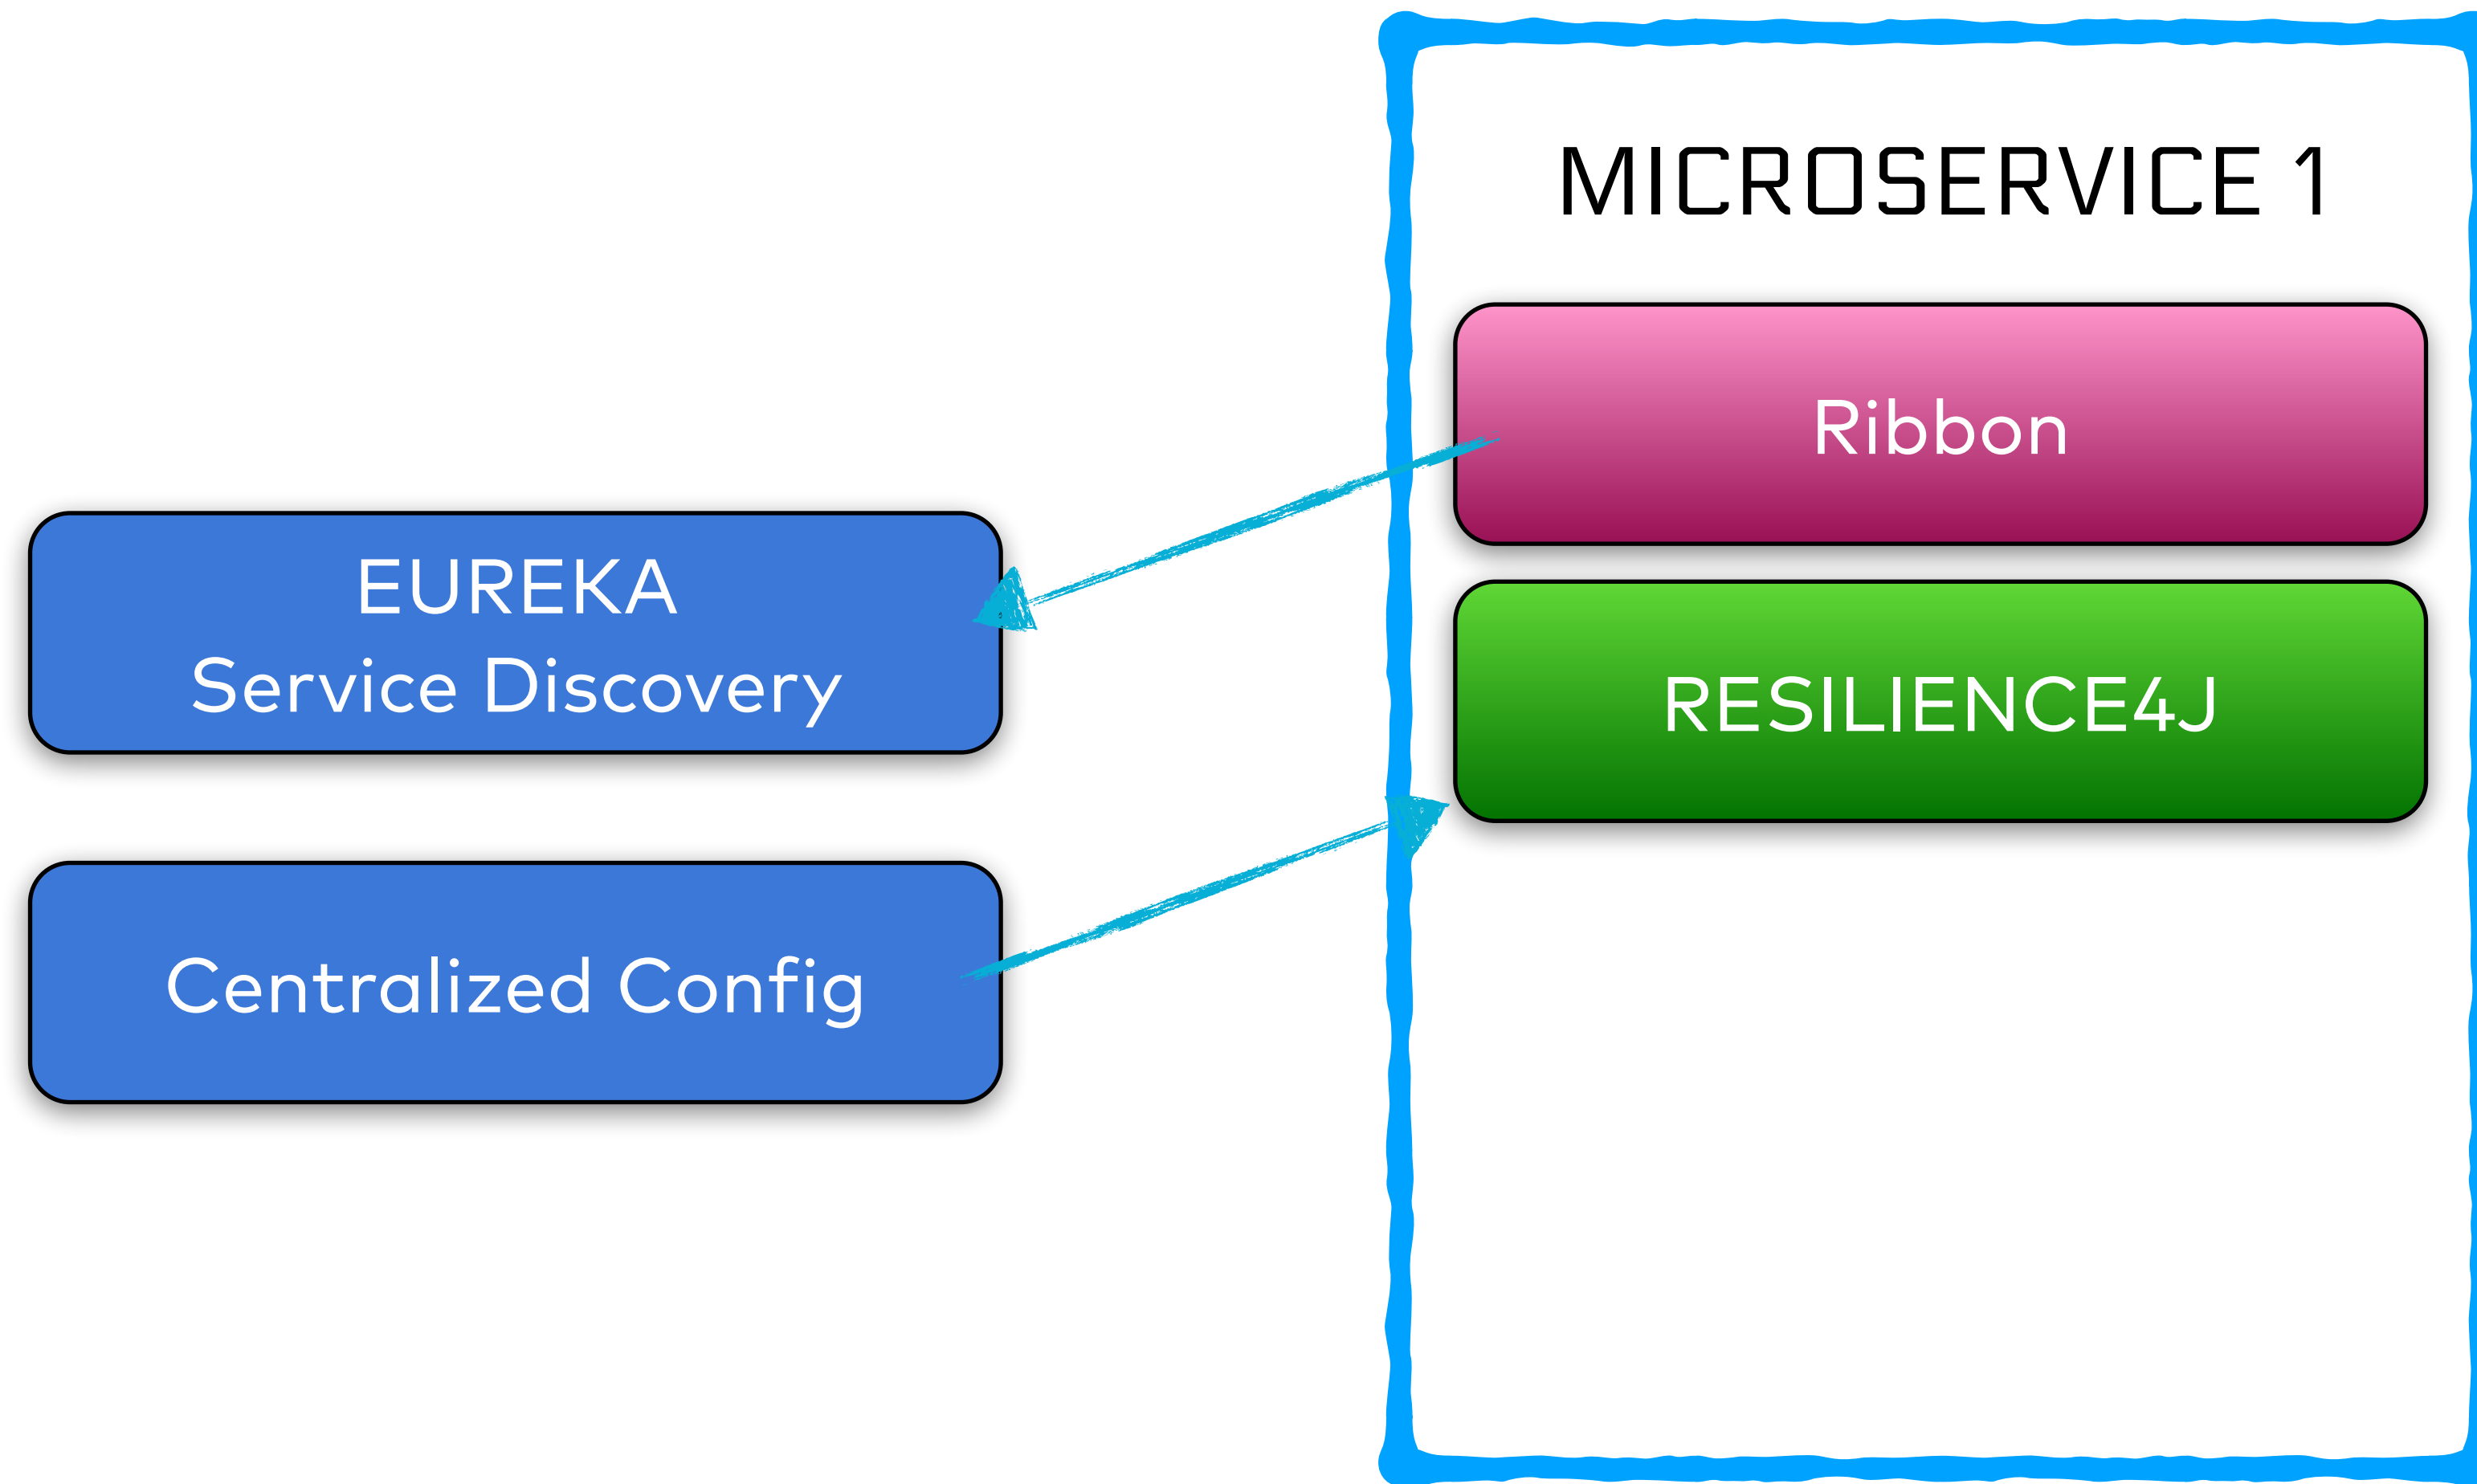 MICROSERVICE 1
Ribbon
EUREKA
Service Discovery
RESILIENCE4J
Centralized Config